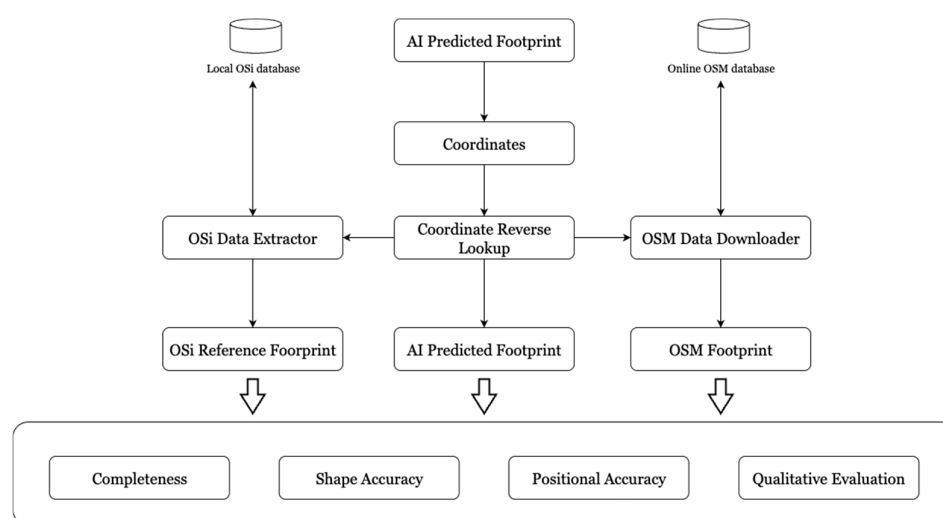 AI Predicted Footprint
Local OSi database
Online OSM database
Coordinates
OSi Data Extractor
Coordinate Reverse
Lookup
OSM Data Downloader
OSi Reference Foorprint
AI Predicted Footprint
OSM Footprint
Completeness
Shape Accuracy
Positional Accuracy
Qualitative Evaluation